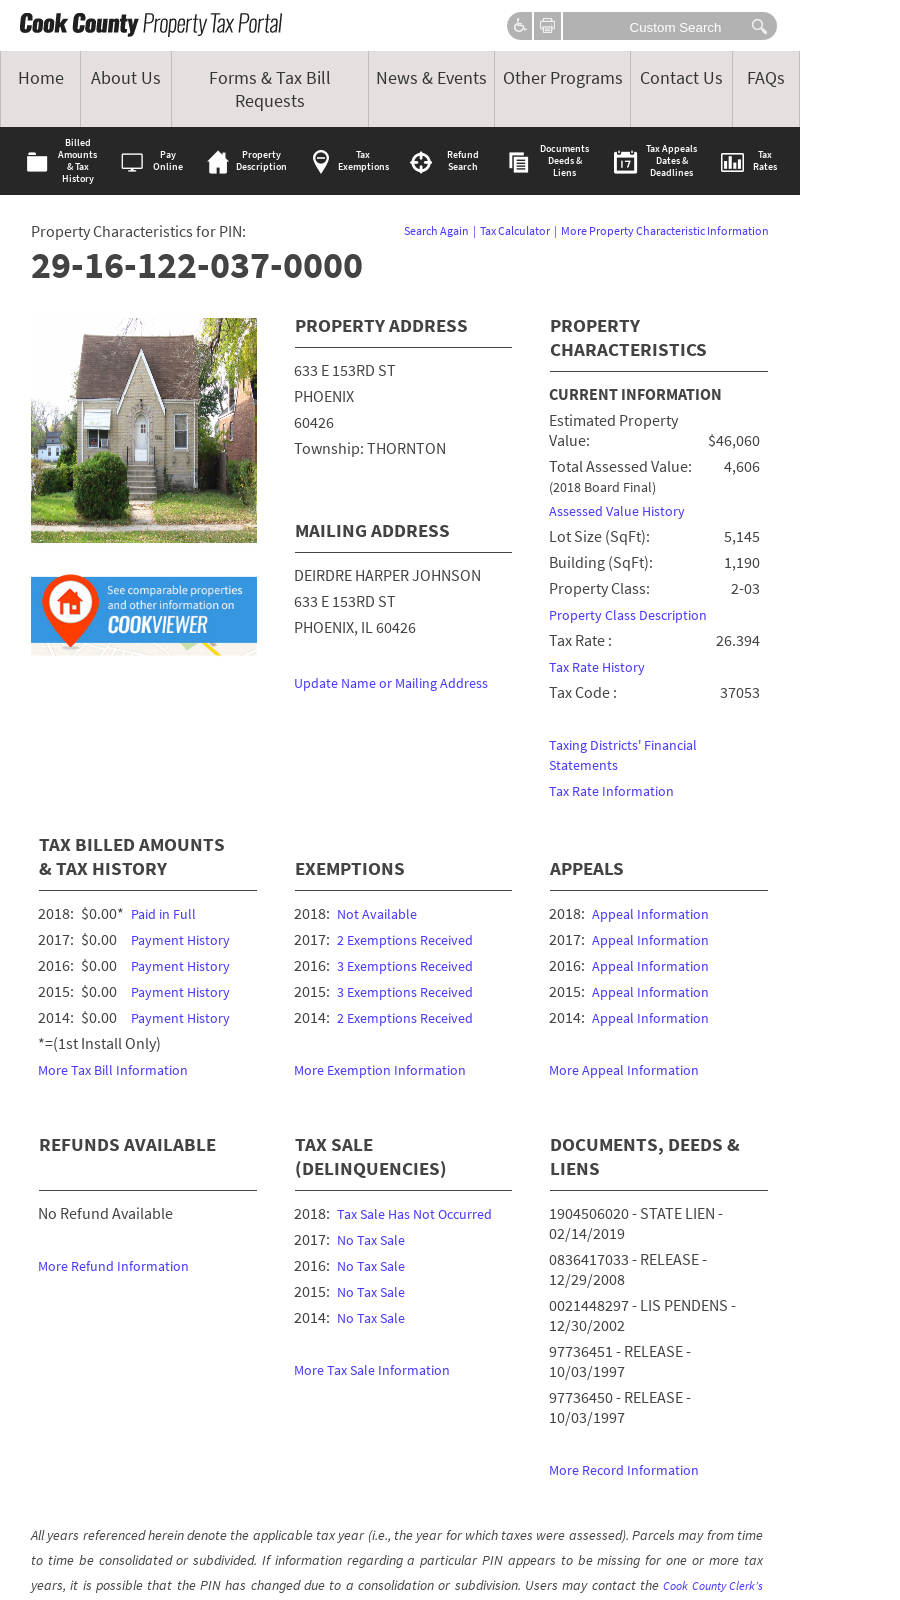 Cook County Property Tax Portal
Custom Search
Home
About Us
Forms & Tax Bill
Requests
News & Events
Other Programs
Contact Us
FAQs
Billed
Amounts
& Tax
History
Pay
Online
Property
Description
Tax
Exemptions
Refund
Search
Documents
Deeds &
Liens
17
Tax Appeals
Dates &
Deadlines
Tax
Rates
Property Characteristics for PIN:
Search Again | Tax Calculator | More Property Characteristic Information
29-16-122-037-0000
See comparable properties
and other information on
COOKVIEWER
PROPERTY ADDRESS
633 E 153RD ST
PHOENIX
60426
Township: THORNTON
MAILING ADDRESS
DEIRDRE HARPER JOHNSON
633 E 153RD ST
PHOENIX, IL 60426
Update Name or Mailing Address
PROPERTY
CHARACTERISTICS
CURRENT INFORMATION
Estimated Property
Value: $46,060
Total Assessed Value: 4,606
(2018 Board Final)
Assessed Value History
Lot Size (SqFt): 5,145
Building (SqFt): 1,190
Property Class: 2-03
Property Class Description
Tax Rate : 26.394
Tax Rate History
Tax Code : 37053
Taxing Districts' Financial
Statements
Tax Rate Information
TAX BILLED AMOUNTS
& TAX HISTORY
2018: $0.00* Paid in Full
2017: $0.00 Payment History
2016: $0.00 Payment History
2015: $0.00 Payment History
2014: $0.00 Payment History
*=(1st Install Only)
More Tax Bill Information
EXEMPTIONS
2018: Not Available
2017: 2 Exemptions Received
2016: 3 Exemptions Received
2015: 3 Exemptions Received
2014: 2 Exemptions Received
More Exemption Information
APPEALS
2018: Appeal Information
2017: Appeal Information
2016: Appeal Information
2015: Appeal Information
2014: Appeal Information
More Appeal Information
REFUNDS AVAILABLE
No Refund Available
More Refund Information
TAX SALE
(DELINQUENCIES)
2018: Tax Sale Has Not Occurred
2017: No Tax Sale
2016: No Tax Sale
2015: No Tax Sale
2014: No Tax Sale
More Tax Sale Information
DOCUMENTS, DEEDS &
LIENS
1904506020 - STATE LIEN -
02/14/2019
0836417033 - RELEASE -
12/29/2008
0021448297 - LIS PENDENS -
12/30/2002
97736451 - RELEASE -
10/03/1997
97736450 - RELEASE -
10/03/1997
More Record Information
All years referenced herein denote the applicable tax year (i.e., the year for which taxes were assessed). Parcels may from time
to time be consolidated or subdivided. If information regarding a particular PIN appears to be missing for one or more tax
years, it is possible that the PIN has changed due to a consolidation or subdivision. Users may contact the Cook County Clerk's